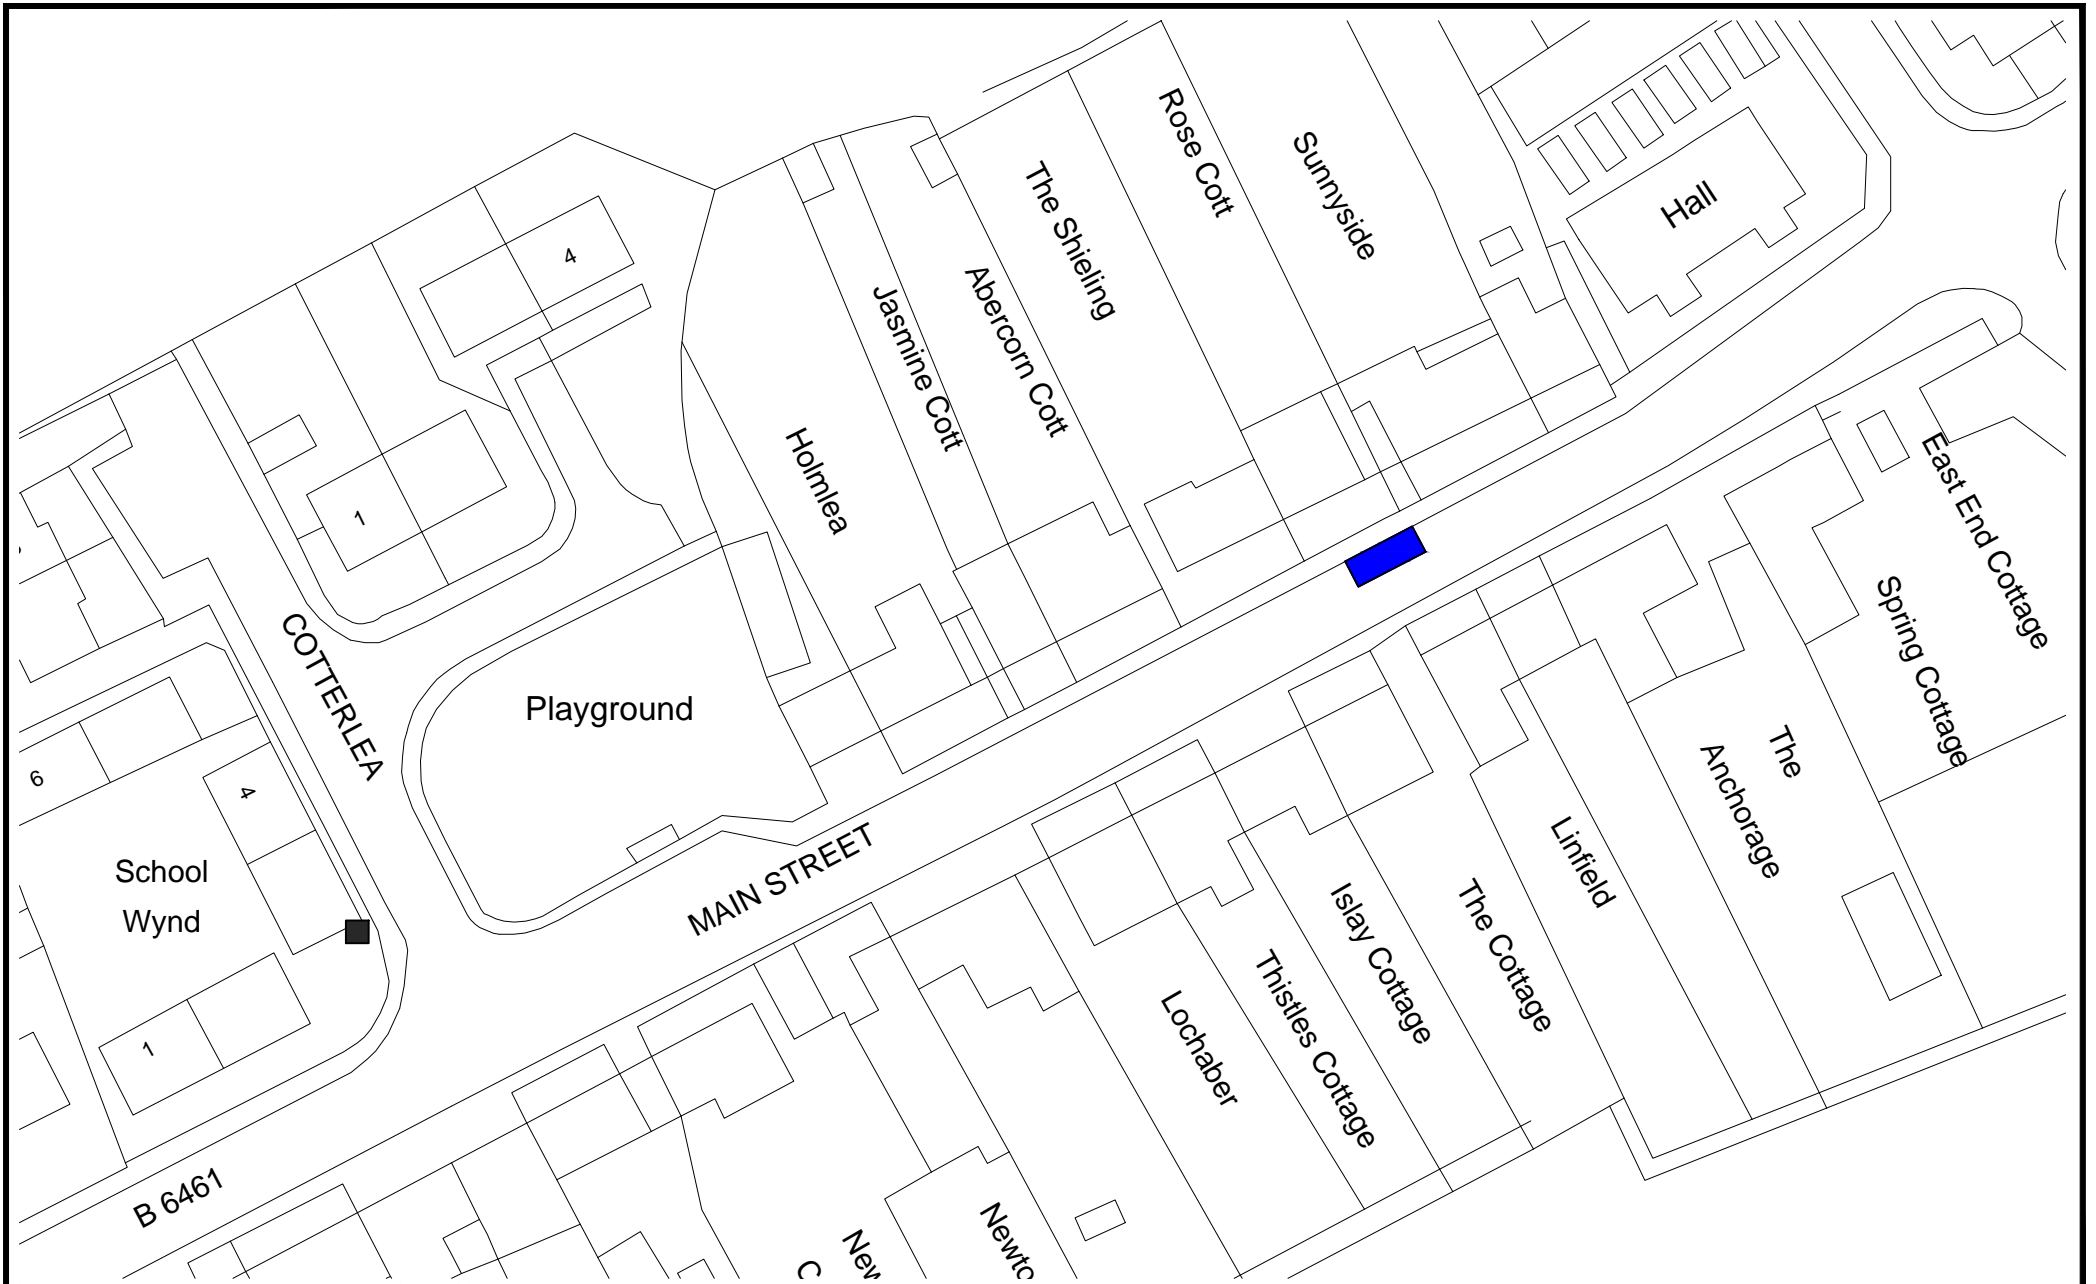 Rose Cott
Sunnyside
Hall
The Shieling
4
Abercorn Cott
Jasmine Cott
Holmlea
1
East End Cottage
Spring Cottage
COTTERLEA
Playground
The
Anchorage
6
4
School
Wynd
MAIN STREET
Linfield
The Cottage
Islay Cottage
Thistles Cottage
Lochaber
1
B 6461